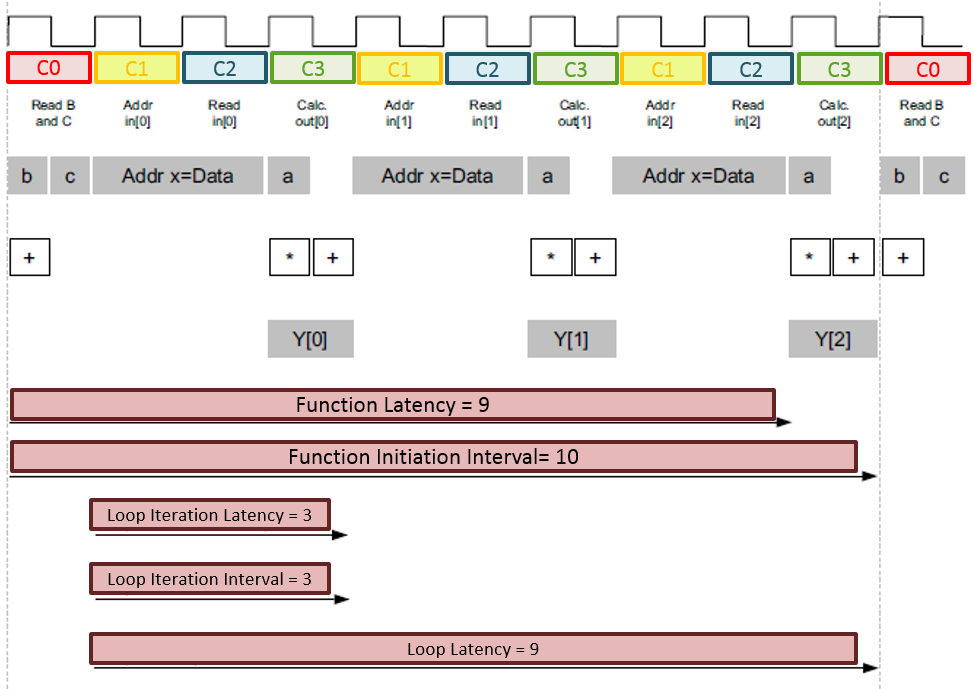 C0 C1 C2 C3 C1 C2 C3 C1 C2 C3 C0
Read B Addr Read Calc. Addr Read Calc. Addr Read Calc. Read B
and C in[0] in[0] out[0] in[1] in[1] out[1] in[2] in[2] out[2] and C
b c Addr x=Data a Addr x=Data a Addr x=Data a b c
+ * + * + * + +
Y[0] Y[1] Y[2]
Function Latency = 9
Function Initiation Interval= 10
Loop Iteration Latency = 3
Loop Iteration Interval = 3
Loop Latency = 9